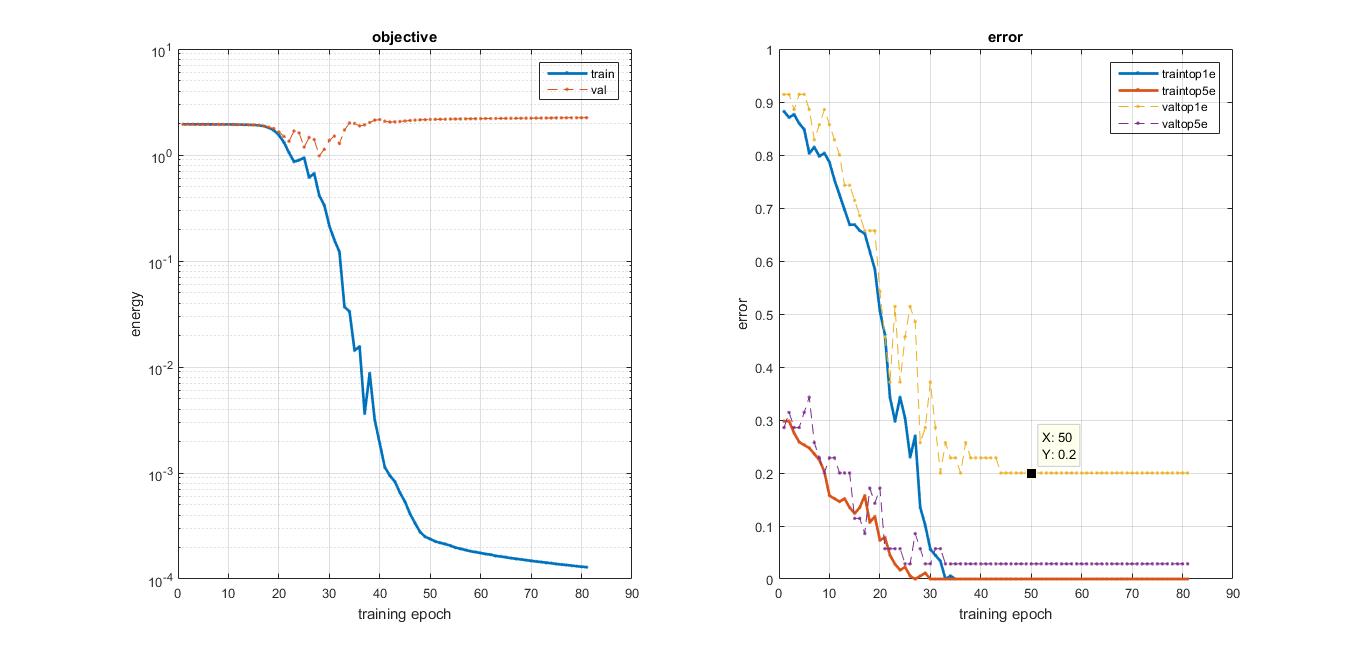 objective
10^1
10^0
10^-1
10^-2
10^-3
10^-4
energy
0 10 20 30 40 50 60 70 80 90
training epoch
train
val
error
1
0.9
0.8
0.7
0.6
0.5
0.4
0.3
0.2
0.1
0
error
0 10 20 30 40 50 60 70 80 90
training epoch
traintop1e
traintop5e
valtop1e
valtop5e
X: 50
Y: 0.2